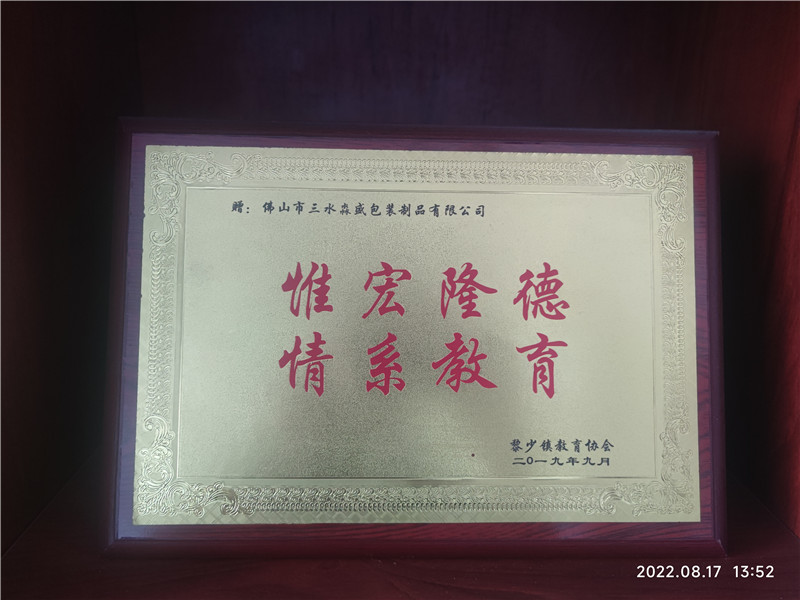 赠：佛山市三水淼盛包装制品有限公司
惟宏隆德
情系教育
黎少镇教育协会
二0一九年九月
2022.08.17 13:52